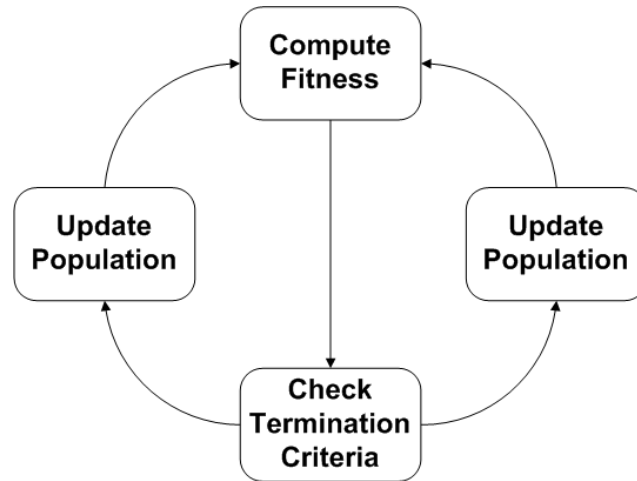 Compute
Fitness
Update
Population
Update
Population
Check
Termination
Criteria